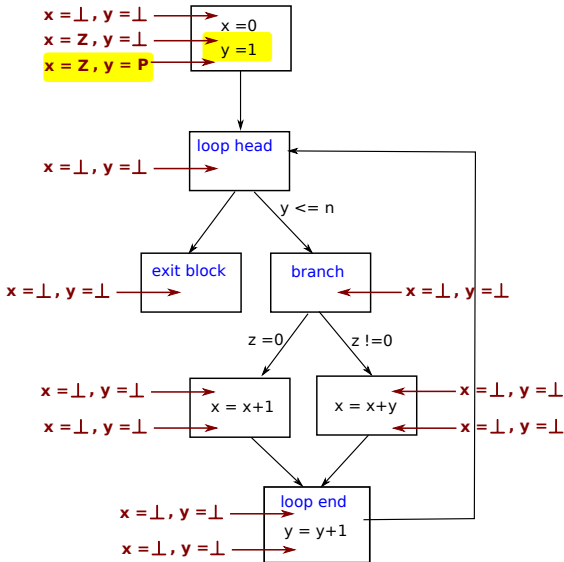 x = ⊥, y = ⊥
x =0
x = Z , y = ⊥
y =1
x = Z , y = P
loop head
x = ⊥, y = ⊥
y <= n
exit block
branch
x = ⊥, y = ⊥
x = ⊥, y = ⊥
z =0
z !=0
x = ⊥, y = ⊥
x = ⊥, y = ⊥
x = x+1
x = x+y
x = ⊥, y = ⊥
x = ⊥, y = ⊥
loop end
x = ⊥, y = ⊥
y = y+1
x = ⊥, y = ⊥